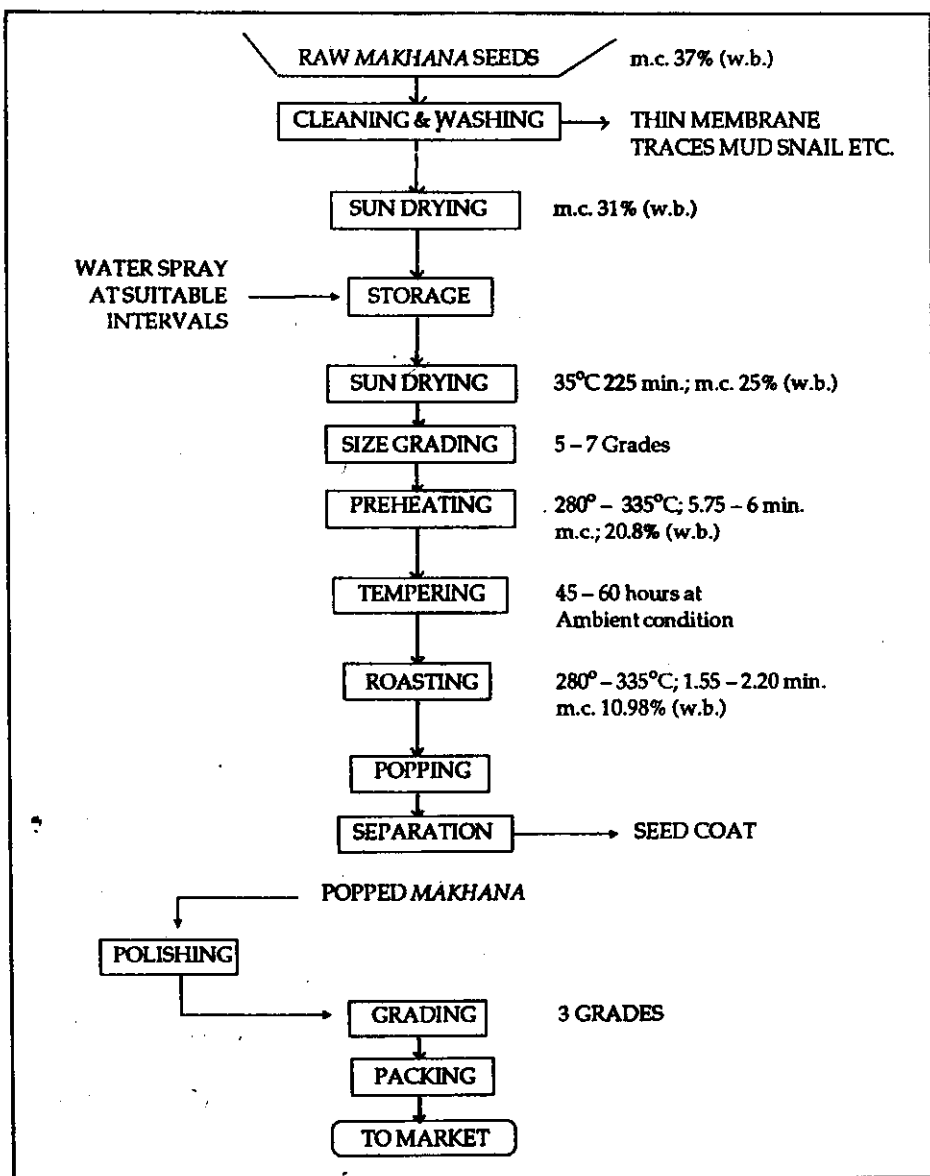 RAW MAKHANA SEEDS
m.c. 37% (w.b.)
CLEANING & WASHING
THIN MEMBRANE
TRACES MUD SNAIL ETC.
SUN DRYING
m.c. 31% (w.b.)
WATER SPRAY
AT SUITABLE
INTERVALS
STORAGE
SUN DRYING
35°C 225 min.; m.c. 25% (w.b.)
SIZE GRADING
5 – 7 Grades
PREHEATING
280° – 335°C; 5.75 – 6 min.
m.c.; 20.8% (w.b.)
TEMPERING
45 – 60 hours at
Ambient condition
ROASTING
280° – 335°C; 1.55 – 2.20 min.
m.c. 10.98% (w.b.)
POPPING
SEPARATION
SEED COAT
POPPED MAKHANA
POLISHING
GRADING
3 GRADES
PACKING
TO MARKET